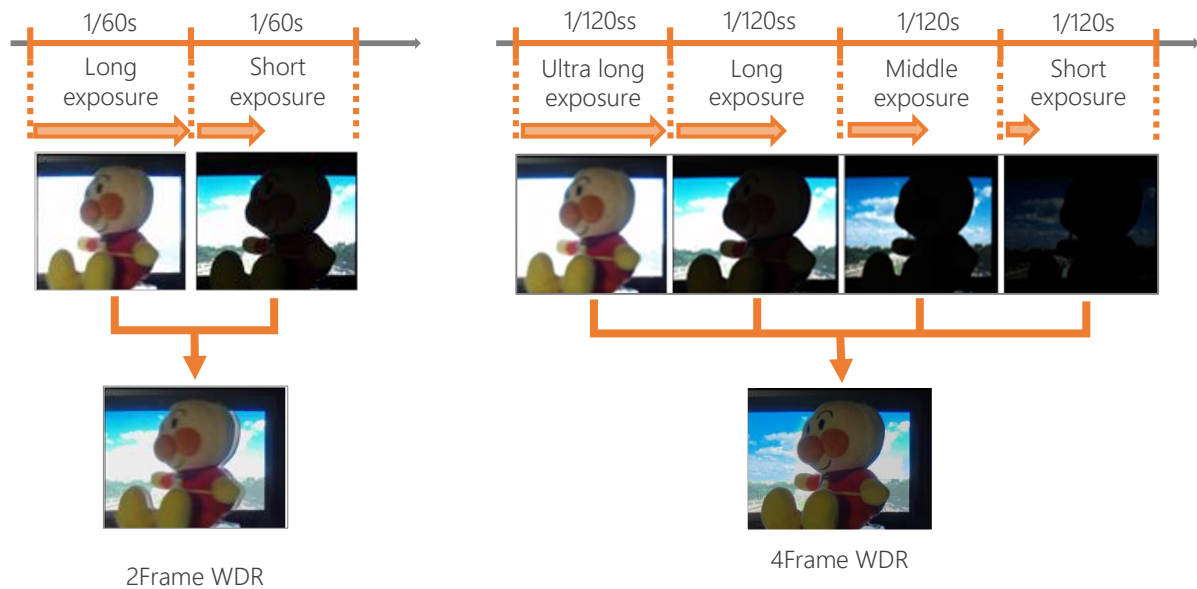 1/60s
1/60s
Long
exposure
Short
exposure
2Frame WDR
1/120ss
1/120ss
1/120s
1/120s
Ultra long
exposure
Long
exposure
Middle
exposure
Short
exposure
4Frame WDR